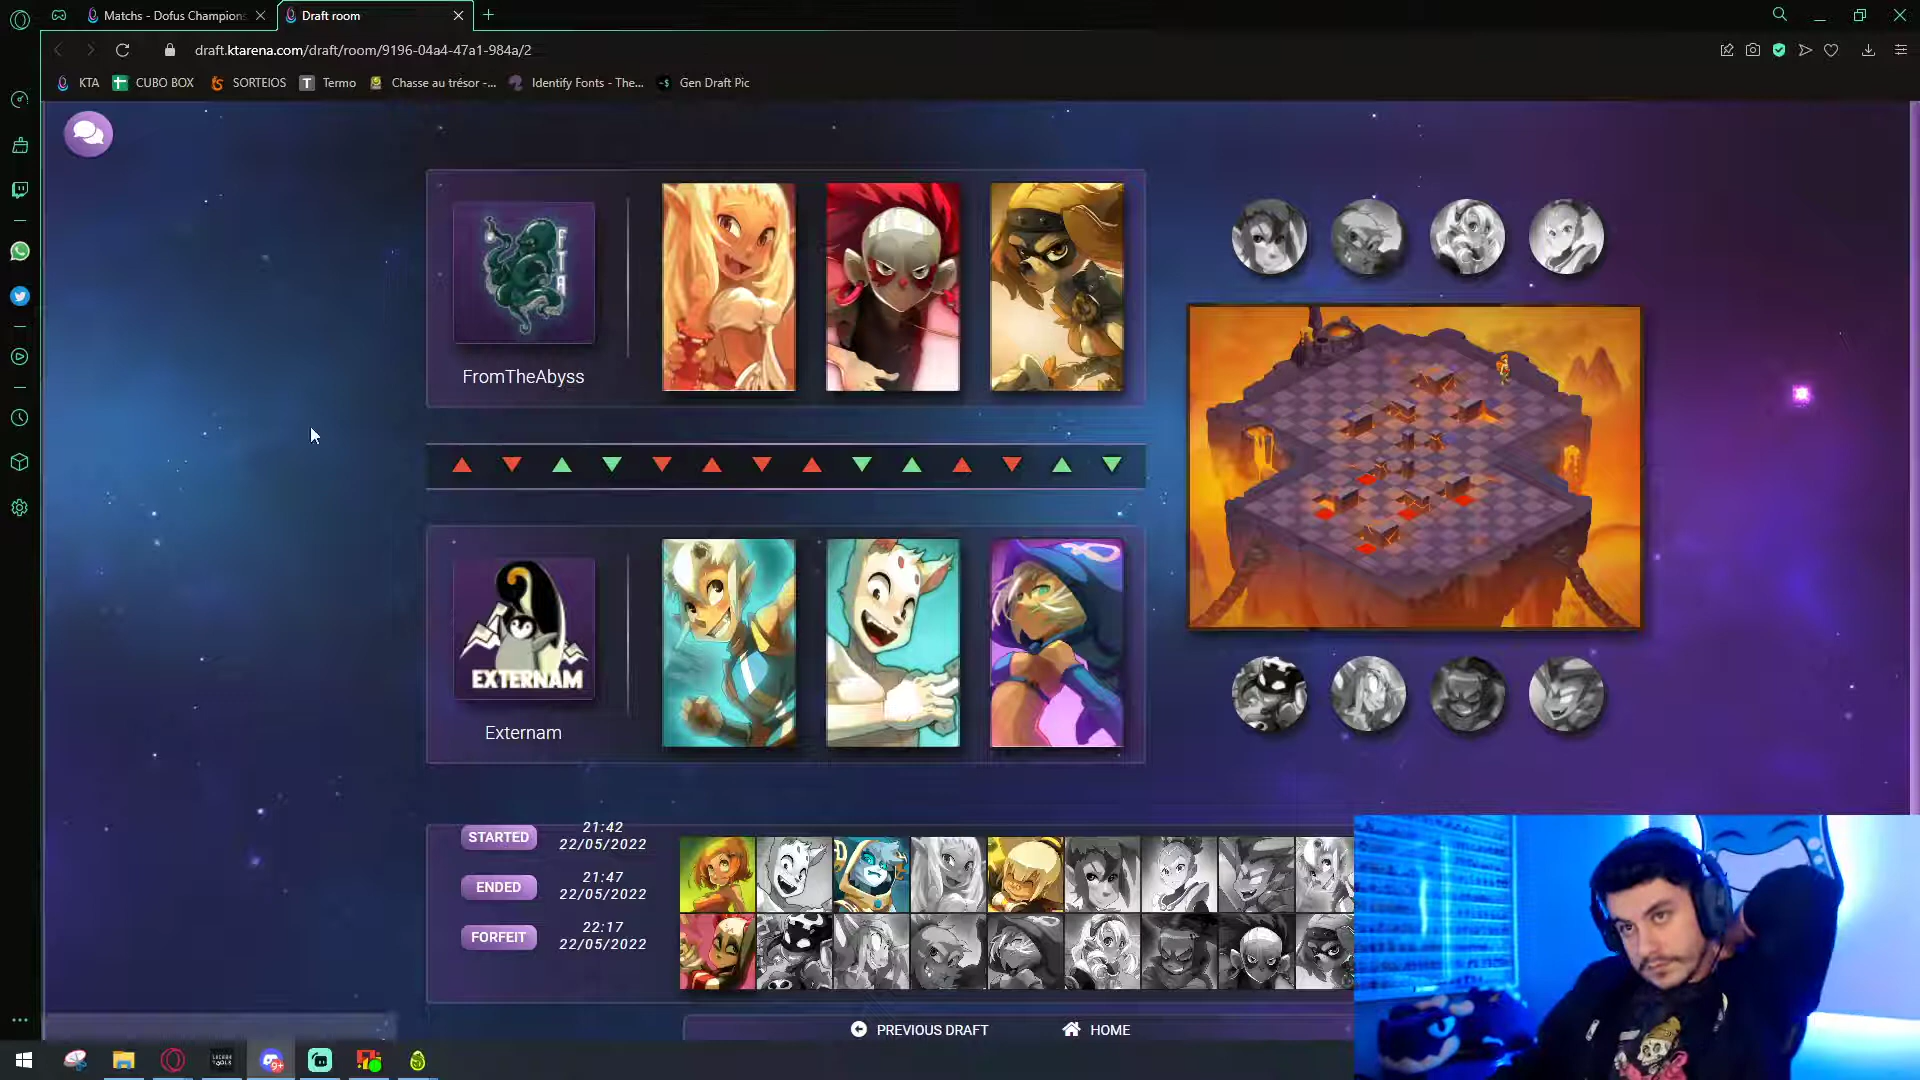 Matchs - Dofus Champion
Draft room
draft.ktarena.com/draft/room/9196-04a4-47a1-984a/2
KTA
CUBO BOX
SORTEIOS
T
Termo
Chasse au trésor -...
Identify Fonts - The...
Gen Draft Pic
FTA
FromTheAbyss
EXTERNAM
Externam
STARTED
21:42
22/05/2022
ENDED
21:47
22/05/2022
FORFEIT
22:17
22/05/2022
PREVIOUS DRAFT
HOME
9+